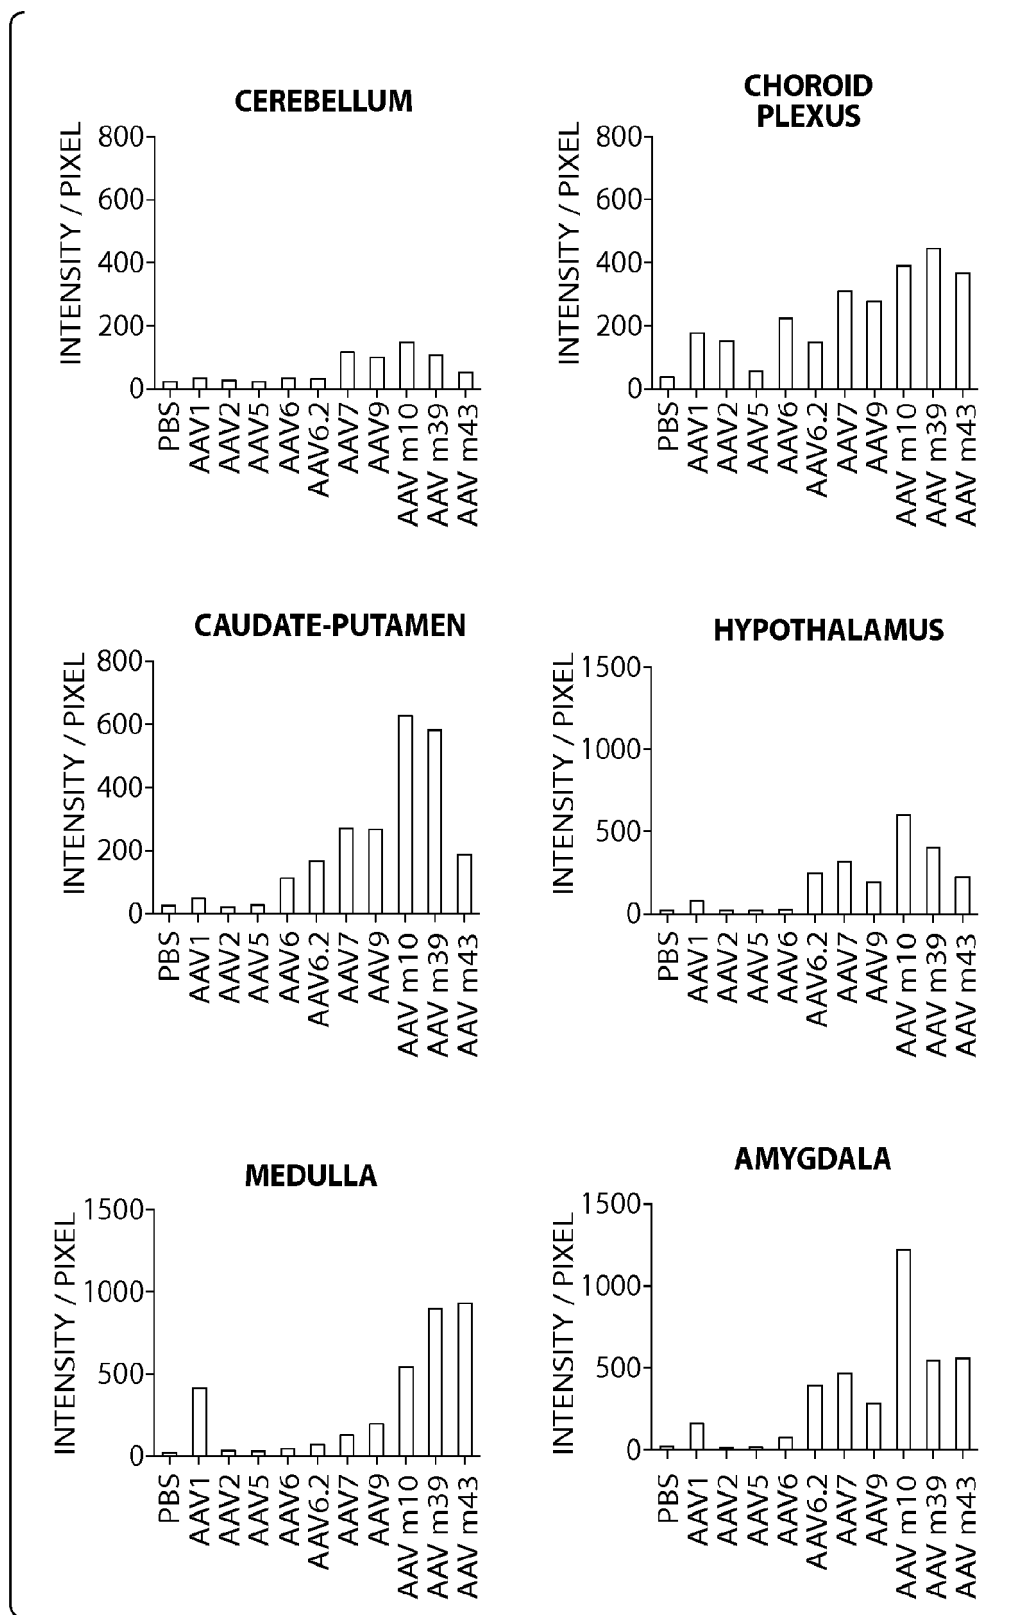 CEREBELLUM
INTENSITY / PIXEL
800
600
400
200
0
PBS
AAV1
AAV2
AAV5
AAV6
AAV6.2
AAV7
AAV9
AAV m10
AAV m39
AAV m43
CHOROID
PLEXUS
INTENSITY / PIXEL
800
600
400
200
0
PBS
AAV1
AAV2
AAV5
AAV6
AAV6.2
AAV7
AAV9
AAV m10
AAV m39
AAV m43
CAUDATE-PUTAMEN
INTENSITY / PIXEL
800
600
400
200
0
PBS
AAV1
AAV2
AAV5
AAV6
AAV6.2
AAV7
AAV9
AAV m10
AAV m39
AAV m43
HYPOTHALAMUS
INTENSITY / PIXEL
1500
1000
500
0
PBS
AAV1
AAV2
AAV5
AAV6
AAV6.2
AAV7
AAV9
AAV m10
AAV m39
AAV m43
MEDULLA
INTENSITY / PIXEL
1500
1000
500
0
PBS
AAV1
AAV2
AAV5
AAV6
AAV6.2
AAV7
AAV9
AAV m10
AAV m39
AAV m43
AMYGDALA
INTENSITY / PIXEL
1500
1000
500
0
PBS
AAV1
AAV2
AAV5
AAV6
AAV6.2
AAV7
AAV9
AAV m10
AAV m39
AAV m43